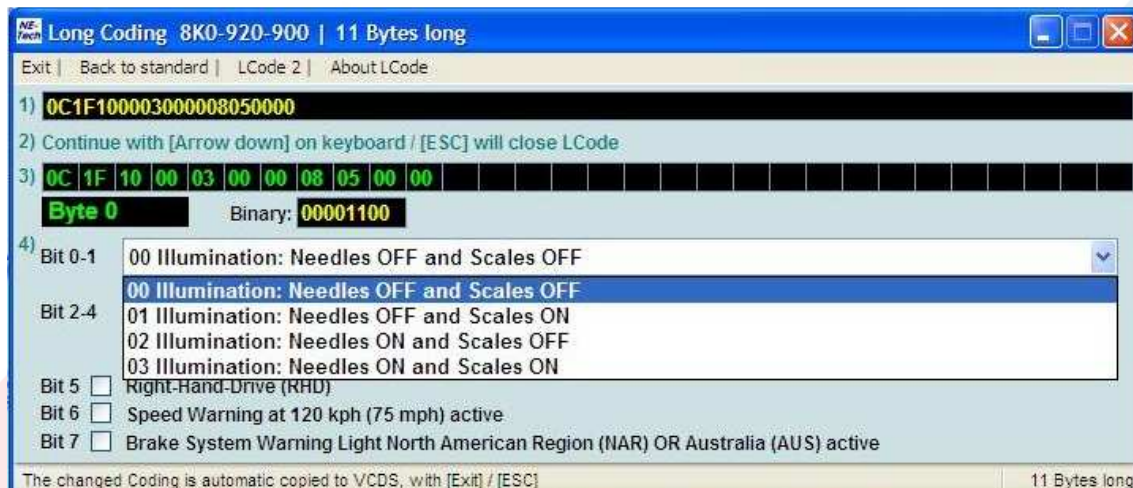 NE-Tech Long Coding 8K0-920-900 | 11 Bytes long
Exit | Back to standard | LCode 2 | About LCode
1) 0C1F100003000008050000
2) Continue with [Arrow down] on keyboard / [ESC] will close LCode
3) 0C 1F 10 00 03 00 00 08 05 00 00
Byte 0 Binary: 00001100
4) Bit 0-1 00 Illumination: Needles OFF and Scales OFF
00 Illumination: Needles OFF and Scales OFF
Bit 2-4 01 Illumination: Needles OFF and Scales ON
02 Illumination: Needles ON and Scales OFF
03 Illumination: Needles ON and Scales ON
Bit 5 Right-Hand-Drive (RHD)
Bit 6 Speed Warning at 120 kph (75 mph) active
Bit 7 Brake System Warning Light North American Region (NAR) OR Australia (AUS) active
The changed Coding is automatic copied to VCDS, with [Exit] / [ESC] 11 Bytes long